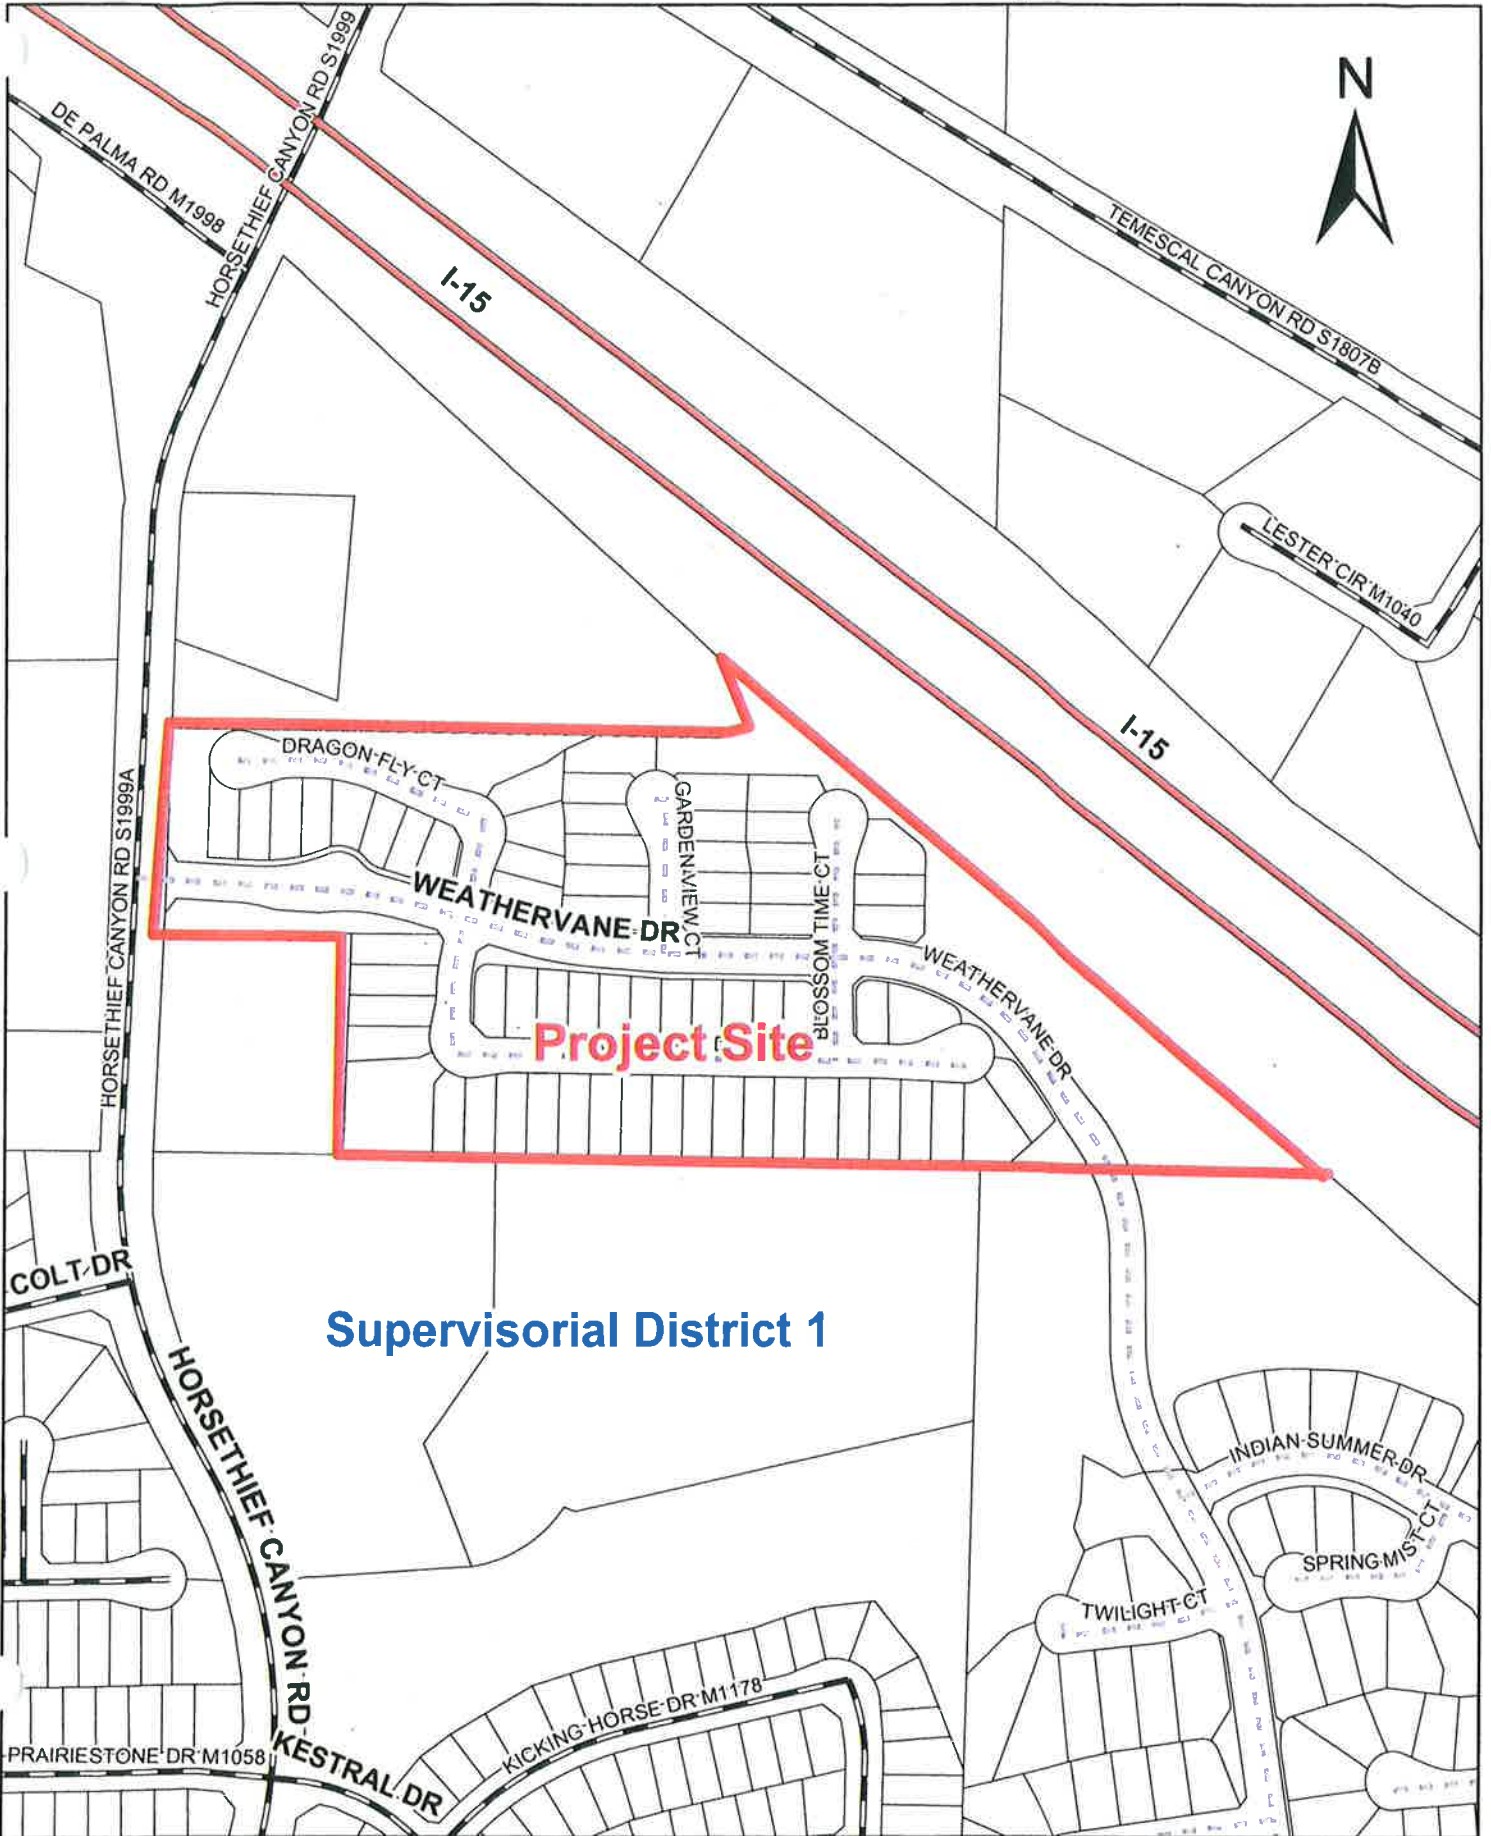 N
HORSETHIEF CANYON RD S1999
DE PALMA RD M1998
TEMESCAL CANYON RD S1807B
I-15
LESTER CIR M1040
I-15
DRAGON FLY CT
GARDEN VIEW CT
HORSETHIEF CANYON RD S1999A
BLOSSOM TIME CT
WEATHERVANE DR
WEATHERVANE DR
Project Site
COLT DR
Supervisorial District 1
HORSETHIEF CANYON RD
INDIAN SUMMER DR
SPRING MIST CT
TWILIGHT CT
KICKING HORSE DR M1178
PRAIRIESTONE DR M1058
KESTRAL DR